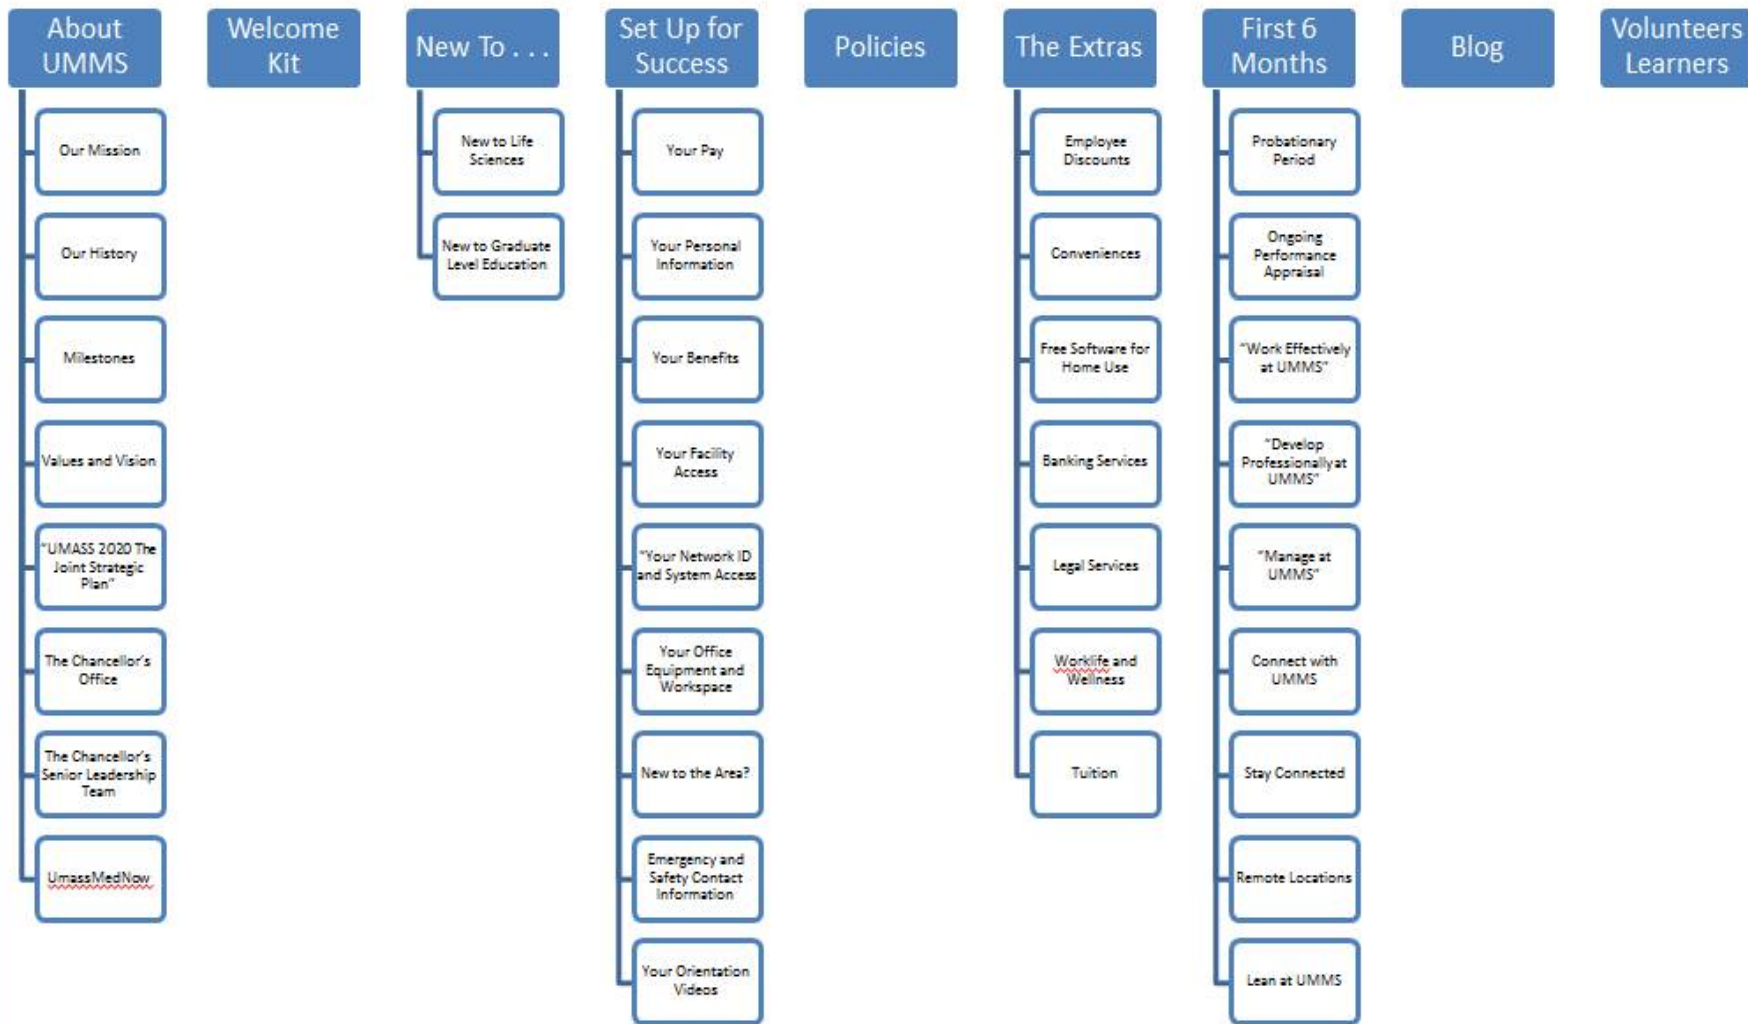 About
UMMS
Our Mission
Our History
Milestones
Values and Vision
"UMASS 2020 The
Joint Strategic
Plan"
The Chancellor's
Office
The Chancellor's
Senior Leadership
Team
UmassMedNow
Welcome
Kit
New To . . .
New to Life
Sciences
New to Graduate
Level Education
Set Up for
Success
Your Pay
Your Personal
Information
Your Benefits
Your Facility
Access
"Your Network ID
and System Access
Your Office
Equipment and
Workspace
New to the Area?
Emergency and
Safety Contact
Information
Your Orientation
Videos
Policies
The Extras
Employee
Discounts
Conveniences
Free Software for
Home Use
Banking Services
Legal Services
Worklife and
Wellness
Tuition
First 6
Months
Probationary
Period
Ongoing
Performance
Appraisal
"Work Effectively
at UMMS"
"Develop
Professionally at
UMMS"
"Manage at
UMMS"
Connect with
UMMS
Stay Connected
Remote Locations
Lean at UMMS
Blog
Volunteers
Learners